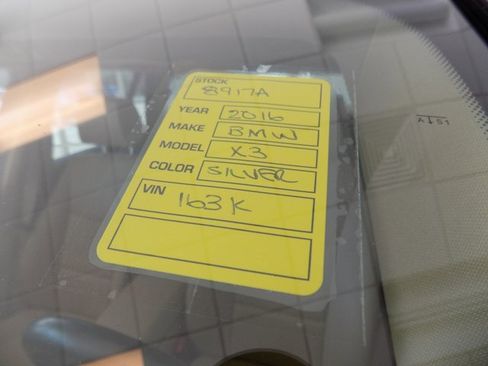 STOCK 8917A
YEAR 2016
MAKE BMW
MODEL X3
COLOR SILVER
VIN 163K